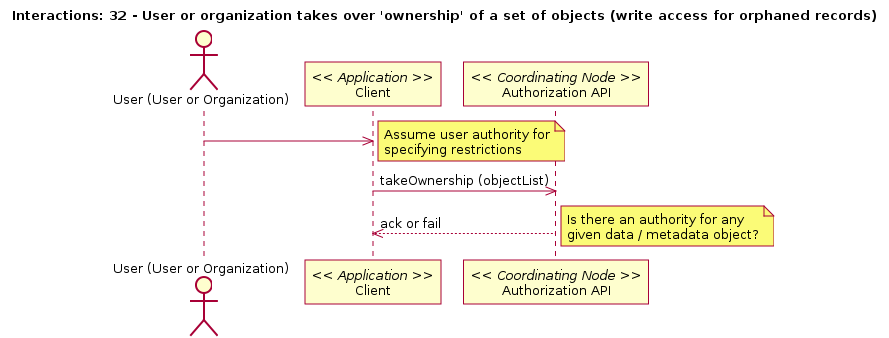 Interactions: 32 - User or organization takes over 'ownership' of a set of objects (write access for orphaned records)
User (User or Organization)
<< Application >>
Client
<< Coordinating Node >>
Authorization API
Assume user authority for
specifying restrictions
takeOwnership (objectList)
ack or fail
Is there an authority for any
given data / metadata object?
User (User or Organization)
<< Application >>
Client
<< Coordinating Node >>
Authorization API